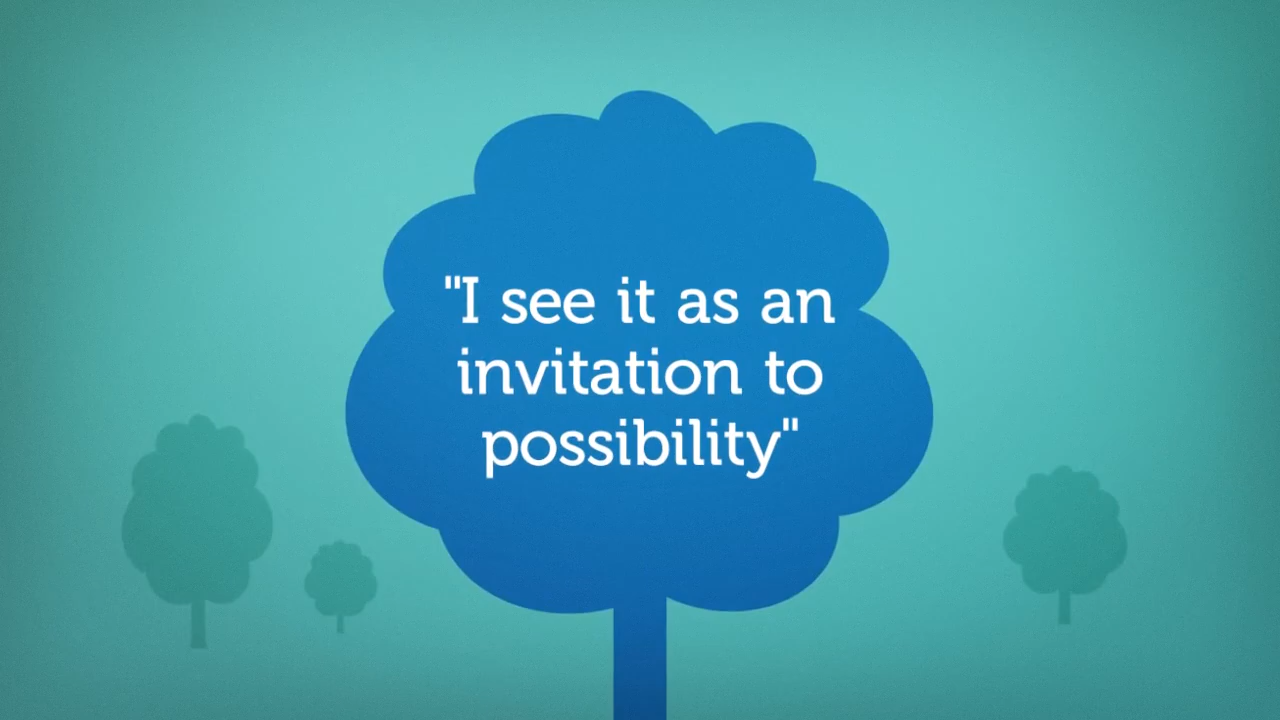 "I see it as an
invitation to
possibility"